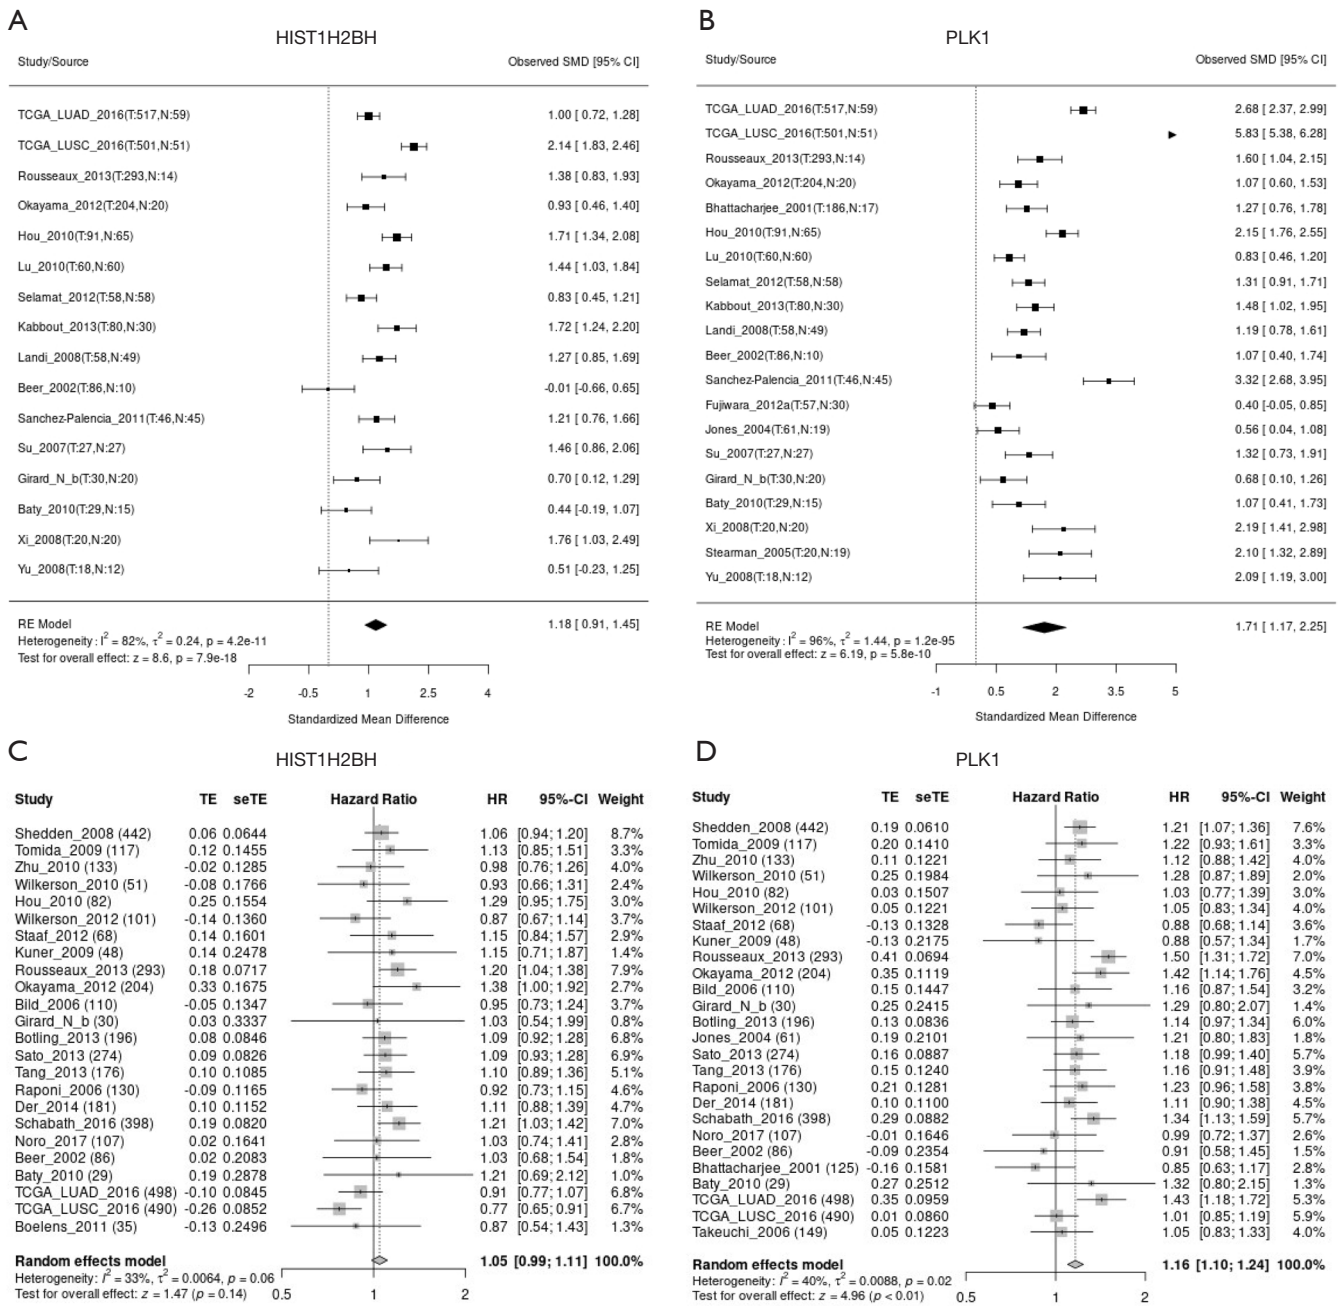 A
HIST1H2BH
Study/Source Observed SMD [95% CI]
TCGA_LUAD_2016(T:517,N:59) 1.00 [ 0.72, 1.28]
TCGA_LUSC_2016(T:501,N:51) 2.14 [ 1.83, 2.46]
Rousseaux_2013(T:293,N:14) 1.38 [ 0.83, 1.93]
Okayama_2012(T:204,N:20) 0.93 [ 0.46, 1.40]
Hou_2010(T:91,N:65) 1.71 [ 1.34, 2.08]
Lu_2010(T:60,N:60) 1.44 [ 1.03, 1.84]
Selamat_2012(T:58,N:58) 0.83 [ 0.45, 1.21]
Kabbout_2013(T:80,N:30) 1.72 [ 1.24, 2.20]
Landi_2008(T:58,N:49) 1.27 [ 0.85, 1.69]
Beer_2002(T:86,N:10) -0.01 [-0.66, 0.65]
Sanchez-Palencia_2011(T:46,N:45) 1.21 [ 0.76, 1.66]
Su_2007(T:27,N:27) 1.46 [ 0.86, 2.06]
Girard_N_b(T:30,N:20) 0.70 [ 0.12, 1.29]
Baty_2010(T:29,N:15) 0.44 [-0.19, 1.07]
Xi_2008(T:20,N:20) 1.76 [ 1.03, 2.49]
Yu_2008(T:18,N:12) 0.51 [-0.23, 1.25]
RE Model 1.18 [ 0.91, 1.45]
Heterogeneity: I² = 82%, τ² = 0.24, p = 4.2e-11
Test for overall effect: z = 8.6, p = 7.9e-18
-2 -0.5 1 2.5 4
Standardized Mean Difference
B
PLK1
Study/Source Observed SMD [95% CI]
TCGA_LUAD_2016(T:517,N:59) 2.68 [ 2.37, 2.99]
TCGA_LUSC_2016(T:501,N:51) 5.83 [ 5.38, 6.28]
Rousseaux_2013(T:293,N:14) 1.60 [ 1.04, 2.15]
Okayama_2012(T:204,N:20) 1.07 [ 0.60, 1.53]
Bhattacharjee_2001(T:186,N:17) 1.27 [ 0.76, 1.78]
Hou_2010(T:91,N:65) 2.15 [ 1.76, 2.55]
Lu_2010(T:60,N:60) 0.83 [ 0.46, 1.20]
Selamat_2012(T:58,N:58) 1.31 [ 0.91, 1.71]
Kabbout_2013(T:80,N:30) 1.48 [ 1.02, 1.95]
Landi_2008(T:58,N:49) 1.19 [ 0.78, 1.61]
Beer_2002(T:86,N:10) 1.07 [ 0.40, 1.74]
Sanchez-Palencia_2011(T:46,N:45) 3.32 [ 2.68, 3.95]
Fujiwara_2012a(T:57,N:30) 0.40 [-0.05, 0.85]
Jones_2004(T:61,N:19) 0.56 [ 0.04, 1.08]
Su_2007(T:27,N:27) 1.32 [ 0.73, 1.91]
Girard_N_b(T:30,N:20) 0.68 [ 0.10, 1.26]
Baty_2010(T:29,N:15) 1.07 [ 0.41, 1.73]
Xi_2008(T:20,N:20) 2.19 [ 1.41, 2.98]
Stearman_2005(T:20,N:19) 2.10 [ 1.32, 2.89]
Yu_2008(T:18,N:12) 2.09 [ 1.19, 3.00]
RE Model 1.71 [ 1.17, 2.25]
Heterogeneity: I² = 96%, τ² = 1.44, p = 1.2e-95
Test for overall effect: z = 6.19, p = 5.8e-10
-1 0.5 2 3.5 5
Standardized Mean Difference
C
HIST1H2BH
Study TE seTE Hazard Ratio HR 95%-CI Weight
Shedden_2008 (442) 0.06 0.0644 1.06 [0.94; 1.20] 8.7%
Tomida_2009 (117) 0.12 0.1455 1.13 [0.85; 1.51] 3.3%
Zhu_2010 (133) -0.02 0.1285 0.98 [0.76; 1.26] 4.0%
Wilkerson_2010 (51) -0.08 0.1766 0.93 [0.66; 1.31] 2.4%
Hou_2010 (82) 0.25 0.1554 1.29 [0.95; 1.75] 3.0%
Wilkerson_2012 (101) -0.14 0.1360 0.87 [0.67; 1.14] 3.7%
Staaf_2012 (68) 0.14 0.1601 1.15 [0.84; 1.57] 2.9%
Kuner_2009 (48) 0.14 0.2478 1.15 [0.71; 1.87] 1.4%
Rousseaux_2013 (293) 0.18 0.0717 1.20 [1.04; 1.38] 7.9%
Okayama_2012 (204) 0.33 0.1675 1.38 [1.00; 1.92] 2.7%
Bild_2006 (110) -0.05 0.1347 0.95 [0.73; 1.24] 3.7%
Girard_N_b (30) 0.03 0.3337 1.03 [0.54; 1.99] 0.8%
Botling_2013 (196) 0.08 0.0846 1.09 [0.92; 1.28] 6.8%
Sato_2013 (274) 0.09 0.0826 1.09 [0.93; 1.28] 6.9%
Tang_2013 (176) 0.10 0.1085 1.10 [0.89; 1.36] 5.1%
Raponi_2006 (130) -0.09 0.1165 0.92 [0.73; 1.15] 4.6%
Der_2014 (181) 0.10 0.1152 1.11 [0.88; 1.39] 4.7%
Schabath_2016 (398) 0.19 0.0820 1.21 [1.03; 1.42] 7.0%
Noro_2017 (107) 0.02 0.1641 1.03 [0.74; 1.41] 2.8%
Beer_2002 (86) 0.02 0.2083 1.03 [0.68; 1.54] 1.9%
Baty_2010 (29) 0.19 0.2878 1.21 [0.69; 2.12] 1.0%
TCGA_LUAD_2016 (498) -0.10 0.0845 0.91 [0.77; 1.07] 6.8%
TCGA_LUSC_2016 (490) -0.26 0.0852 0.77 [0.65; 0.91] 6.7%
Boelens_2011 (35) -0.13 0.2496 0.87 [0.54; 1.43] 1.3%
Random effects model 1.05 [0.99; 1.11] 100.0%
Heterogeneity: I² = 33%, τ² = 0.0064, p = 0.06
Test for overall effect: z = 1.47 (p = 0.14)
0.5 1 2
D
PLK1
Study TE seTE Hazard Ratio HR 95%-CI Weight
Shedden_2008 (442) 0.19 0.0610 1.21 [1.07; 1.36] 7.6%
Tomida_2009 (117) 0.20 0.1410 1.22 [0.93; 1.61] 3.3%
Zhu_2010 (133) 0.11 0.1221 1.12 [0.88; 1.42] 4.0%
Wilkerson_2010 (51) 0.25 0.1984 1.28 [0.87; 1.89] 2.0%
Hou_2010 (82) 0.03 0.1507 1.03 [0.77; 1.39] 3.0%
Wilkerson_2012 (101) 0.05 0.1221 1.05 [0.83; 1.34] 4.0%
Staaf_2012 (68) -0.13 0.1328 0.88 [0.68; 1.14] 3.6%
Kuner_2009 (48) -0.13 0.2175 0.88 [0.57; 1.34] 1.7%
Rousseaux_2013 (293) 0.41 0.0694 1.50 [1.31; 1.72] 7.0%
Okayama_2012 (204) 0.35 0.1119 1.42 [1.14; 1.76] 4.5%
Bild_2006 (110) 0.15 0.1447 1.16 [0.87; 1.54] 3.2%
Girard_N_b (30) 0.25 0.2415 1.29 [0.80; 2.07] 1.4%
Botling_2013 (196) 0.13 0.0836 1.14 [0.97; 1.34] 6.0%
Jones_2004 (61) 0.19 0.2101 1.21 [0.80; 1.83] 1.8%
Sato_2013 (274) 0.16 0.0887 1.18 [0.99; 1.40] 5.7%
Tang_2013 (176) 0.15 0.1240 1.16 [0.91; 1.48] 3.9%
Raponi_2006 (130) 0.21 0.1281 1.23 [0.96; 1.58] 3.8%
Der_2014 (181) 0.10 0.1100 1.11 [0.90; 1.38] 4.5%
Schabath_2016 (398) 0.29 0.0882 1.34 [1.13; 1.59] 5.7%
Noro_2017 (107) -0.01 0.1646 0.99 [0.72; 1.37] 2.6%
Beer_2002 (86) -0.09 0.2354 0.91 [0.58; 1.45] 1.5%
Bhattacharjee_2001 (125) -0.16 0.1581 0.85 [0.63; 1.17] 2.8%
Baty_2010 (29) 0.27 0.2512 1.32 [0.80; 2.15] 1.3%
TCGA_LUAD_2016 (498) 0.35 0.0959 1.43 [1.18; 1.72] 5.3%
TCGA_LUSC_2016 (490) 0.01 0.0860 1.01 [0.85; 1.19] 5.9%
Takeuchi_2006 (149) 0.05 0.1223 1.05 [0.83; 1.33] 4.0%
Random effects model 1.16 [1.10; 1.24] 100.0%
Heterogeneity: I² = 40%, τ² = 0.0088, p = 0.02
Test for overall effect: z = 4.96 (p < 0.01)
0.5 1 2